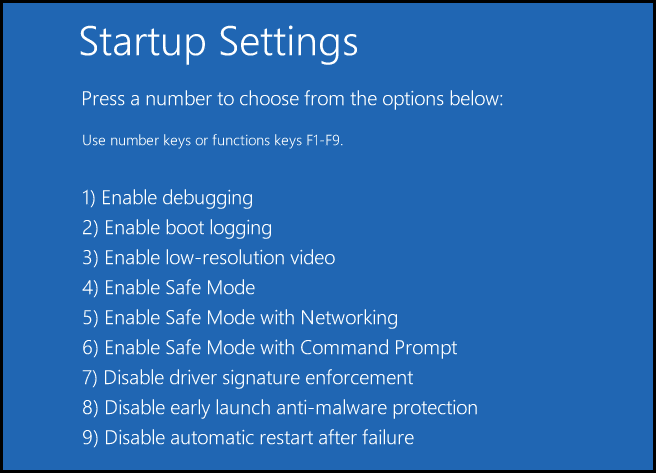 Startup Settings
Press a number to choose from the options below:
Use number keys or functions keys F1-F9.
1) Enable debugging
2) Enable boot logging
3) Enable low-resolution video
4) Enable Safe Mode
5) Enable Safe Mode with Networking
6) Enable Safe Mode with Command Prompt
7) Disable driver signature enforcement
8) Disable early launch anti-malware protection
9) Disable automatic restart after failure